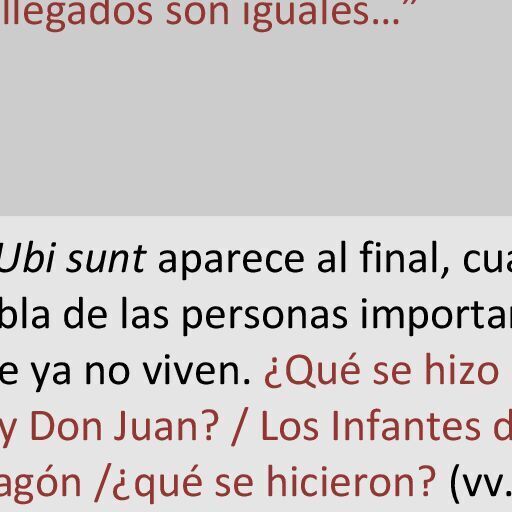 llegados son iguales…”
Ubi sunt aparece al final, cua
bla de las personas importan
e ya no viven. ¿Qué se hizo
y Don Juan? / Los Infantes d
agón /¿qué se hicieron? (vv.